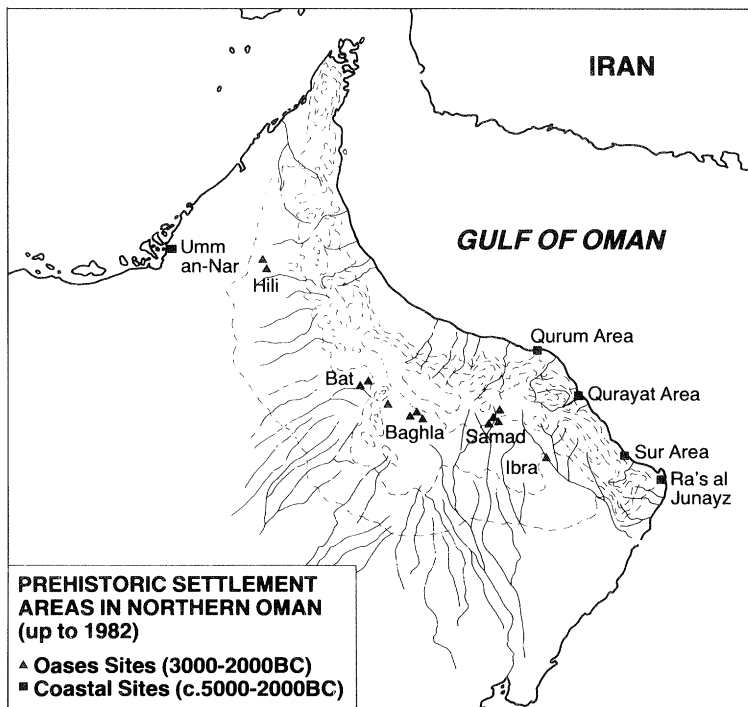 IRAN
GULF OF OMAN
Umm
an-Nar
Hili
Qurum Area
Bat
Qurayat Area
Baghla
Samad
Ibra
Sur Area
Ra's al
Junayz
PREHISTORIC SETTLEMENT
AREAS IN NORTHERN OMAN
(up to 1982)
Oases Sites (3000-2000BC)
Coastal Sites (c.5000-2000BC)